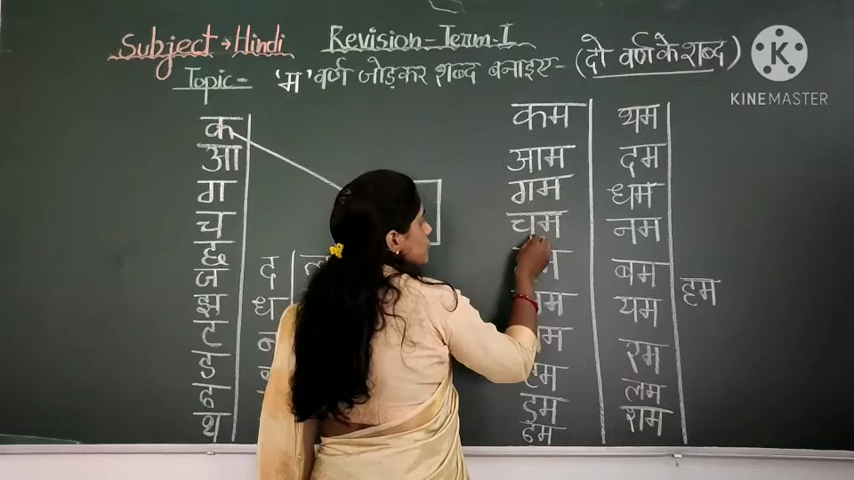 Subject → Hindi
Revision - Term-I
Topic = 'म' वर्ण जोड़कर शब्द बनाइए - (दो वर्ण के शब्द)
K
KINEMASTER
क
आ
ग
च
छ
ज
झ
त
ड
ढ
थ
द
ध
कम
आम
गम
चम
डम
ढम
थम
दम
धम
नम
बम
यम
रम
लम
शम
हम